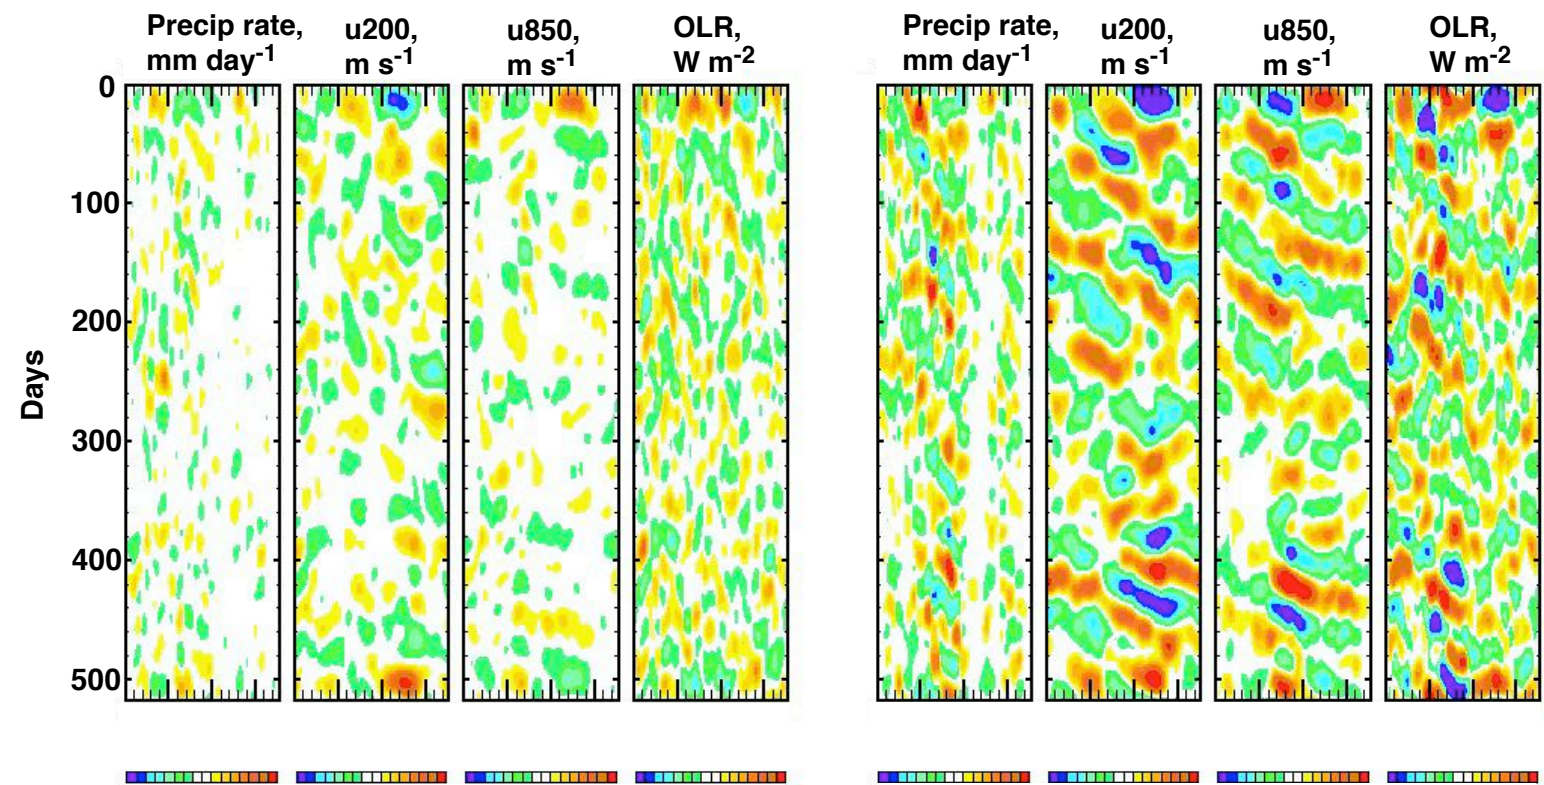 Precip rate,
mm day-1
u200,
m s-1
u850,
m s-1
OLR,
W m-2
Precip rate,
mm day-1
u200,
m s-1
u850,
m s-1
OLR,
W m-2
0
100
200
300
400
500
Days